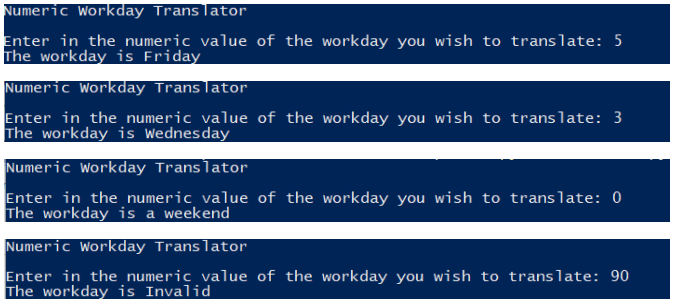 Numeric Workday Translator
Enter in the numeric value of the workday you wish to translate: 5
The workday is Friday
Numeric Workday Translator
Enter in the numeric value of the workday you wish to translate: 3
The workday is Wednesday
Numeric Workday Translator
Enter in the numeric value of the workday you wish to translate: 0
The workday is a weekend
Numeric Workday Translator
Enter in the numeric value of the workday you wish to translate: 90
The workday is Invalid